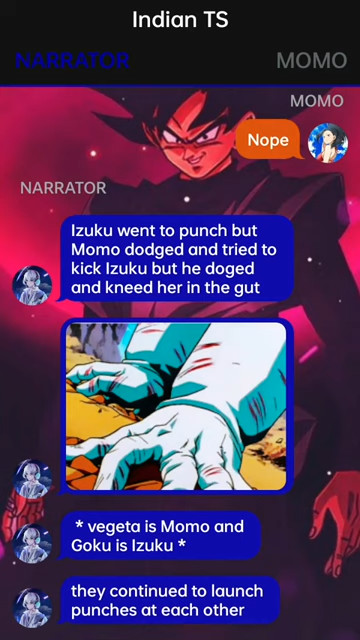 Indian TS
NARRATOR
MOMO
MOMO
Nope
NARRATOR
Izuku went to punch but
Momo dodged and tried to
kick Izuku but he doged
and kneed her in the gut
* vegeta is Momo and
Goku is Izuku *
they continued to launch
punches at each other